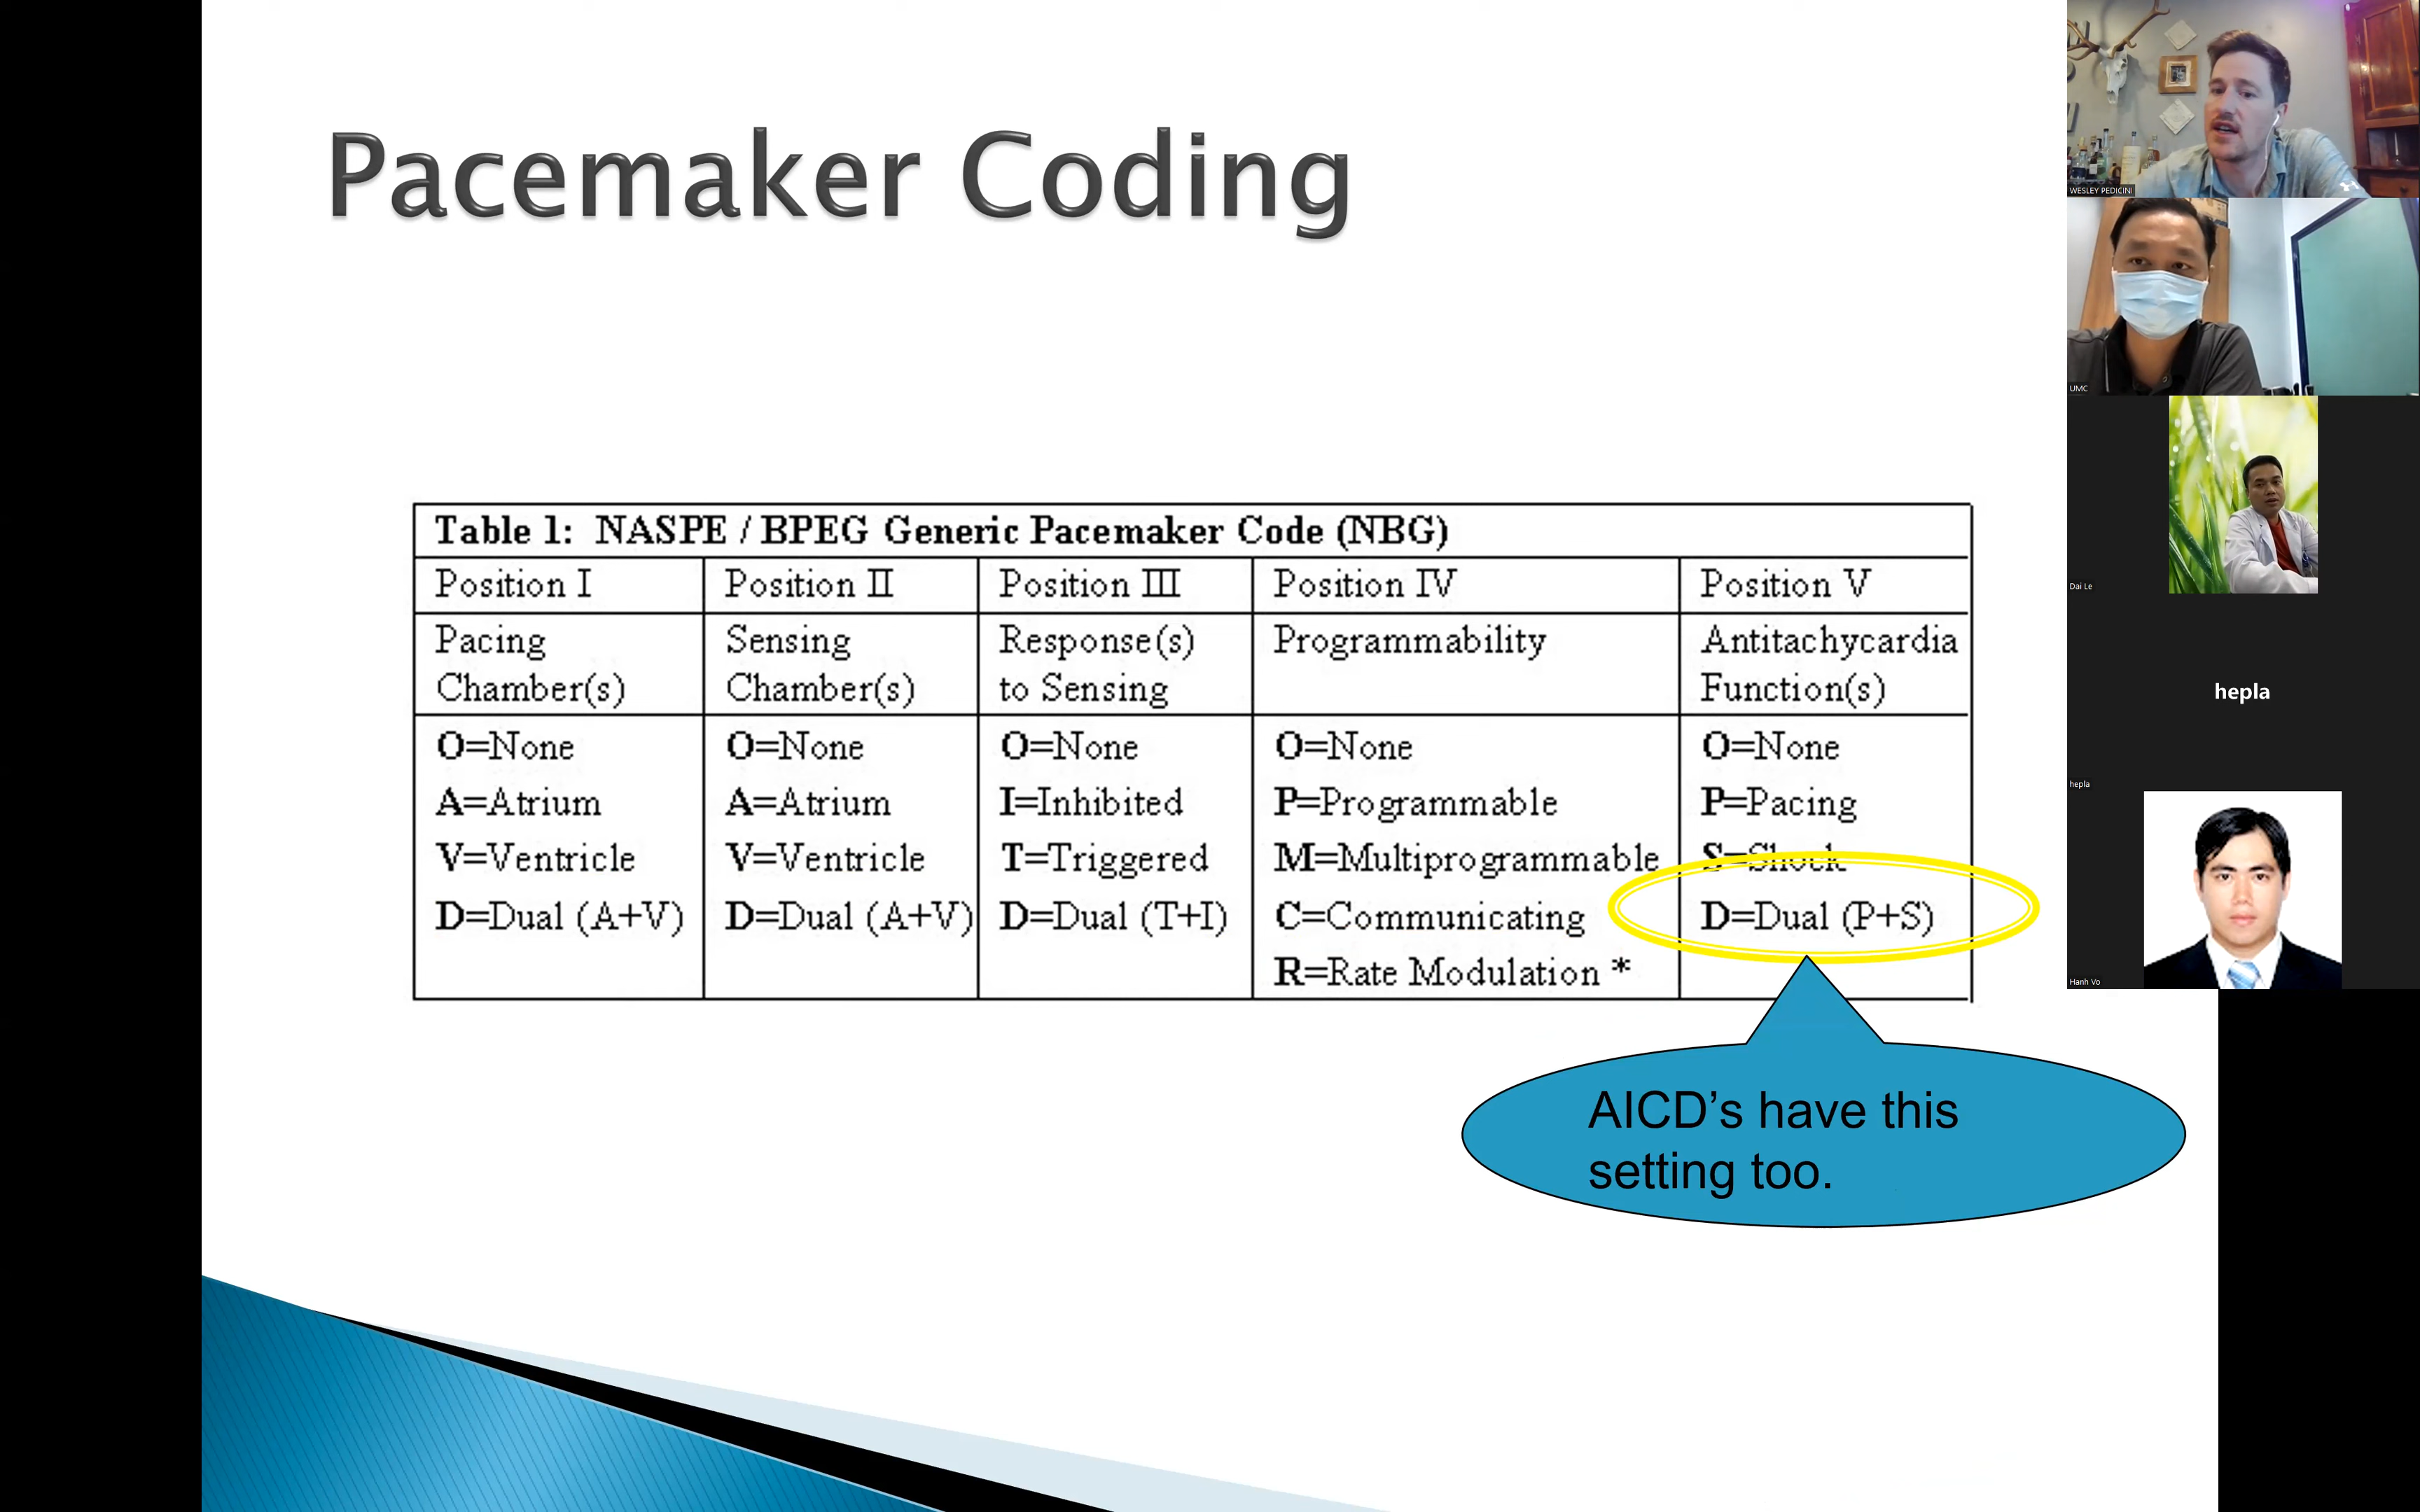 Pacemaker Coding
Table 1: NASPE / BPEG Generic Pacemaker Code (NBG)
Position I Position II Position III Position IV Position V
Pacing Chamber(s) Sensing Chamber(s) Response(s) to Sensing Programmability Antitachycardia Function(s)
O=None O=None O=None O=None O=None
A=Atrium A=Atrium I=Inhibited P=Programmable P=Pacing
V=Ventricle V=Ventricle T=Triggered M=Multiprogrammable S=Shock
D=Dual (A+V) D=Dual (A+V) D=Dual (T+I) C=Communicating D=Dual (P+S)
R=Rate Modulation *
AICD’s have this
setting too.
WESLEY PEDICINI
UMC
Dai Le
hepla
hepla
Hanh Vo